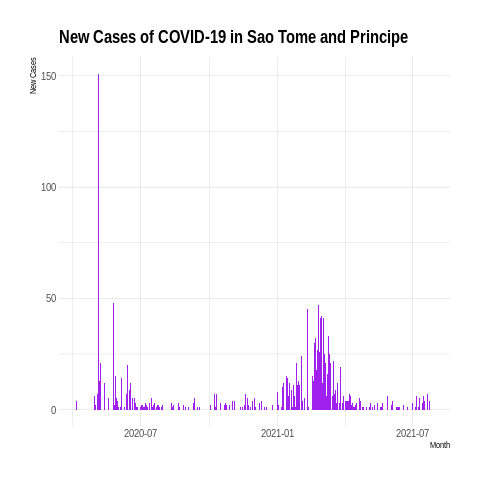 New Cases of COVID-19 in Sao Tome and Principe
New Cases
150
100
50
0
2020-07
2021-01
2021-07
Month